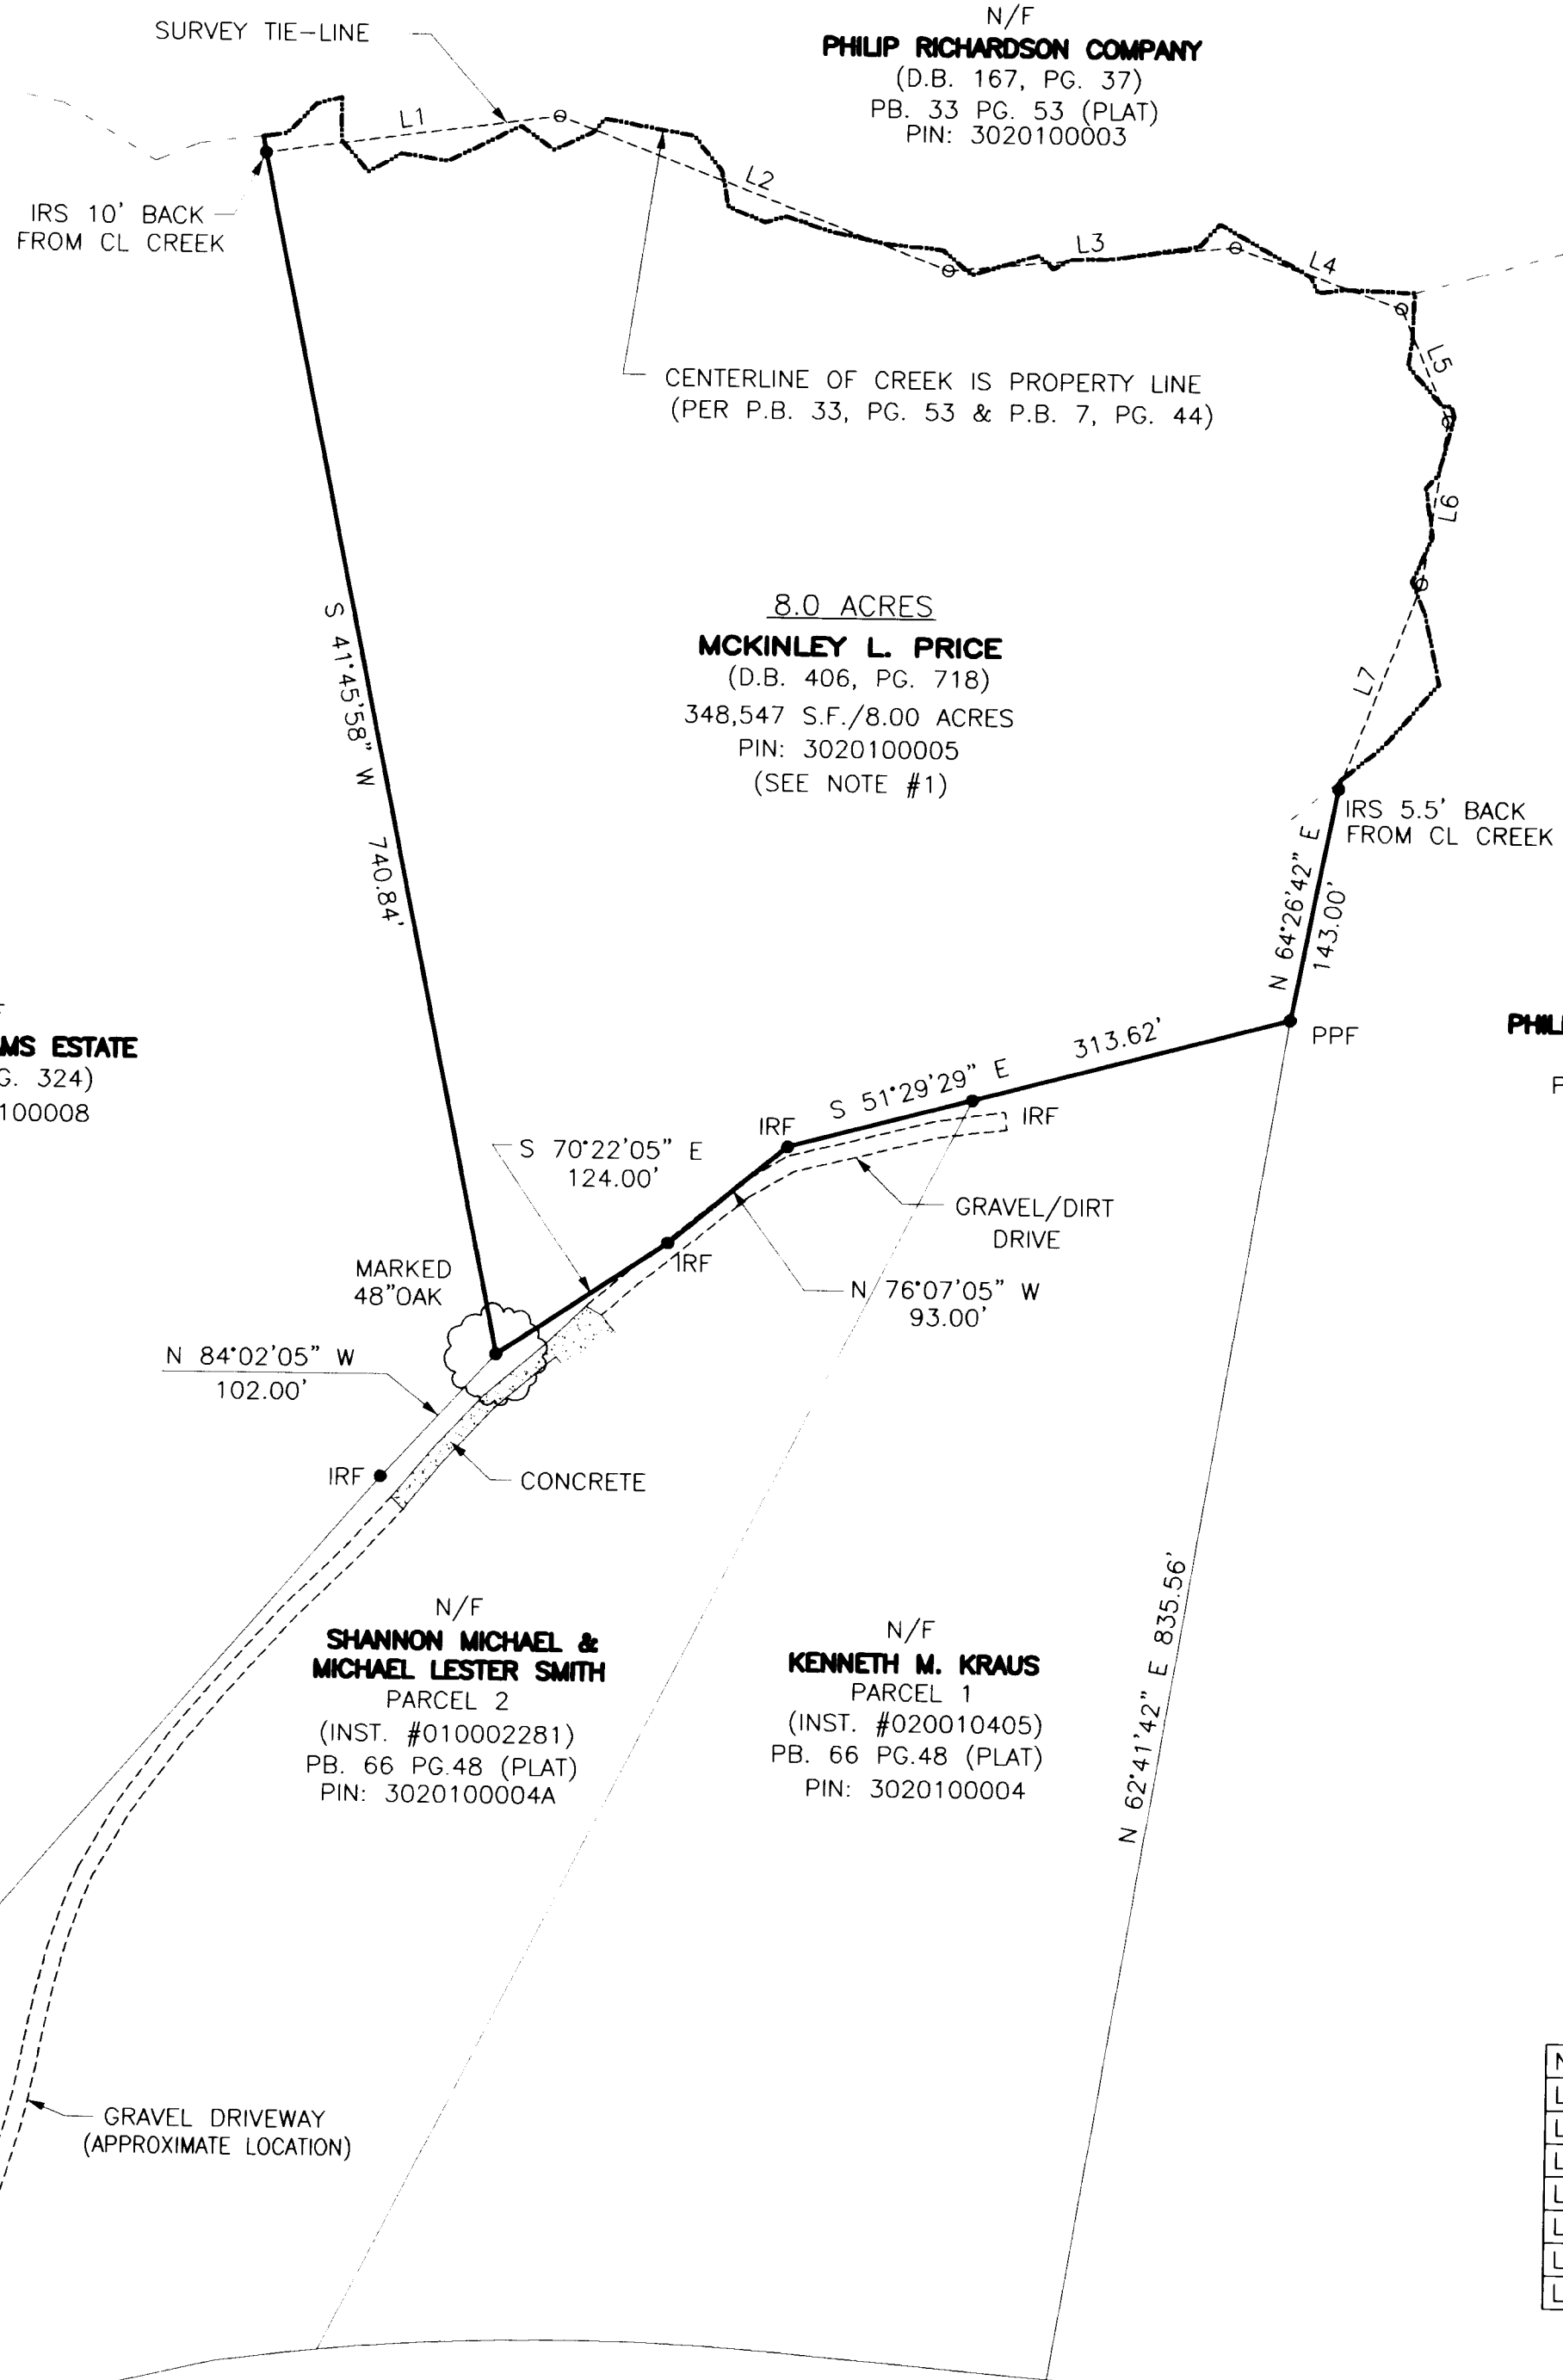 SURVEY TIE-LINE
N/F
PHILIP RICHARDSON COMPANY
(D.B. 167, PG. 37)
PB. 33 PG. 53 (PLAT)
PIN: 3020100003
L1
L2
L3
L4
L5
L6
L7
IRS 10' BACK
FROM CL CREEK
CENTERLINE OF CREEK IS PROPERTY LINE
(PER P.B. 33, PG. 53 & P.B. 7, PG. 44)
8.0 ACRES
MCKINLEY L. PRICE
(D.B. 406, PG. 718)
348,547 S.F./8.00 ACRES
PIN: 3020100005
(SEE NOTE #1)
S 41°45'58" W
740.84'
IRS 5.5' BACK
FROM CL CREEK
N 64°26'42" E
143.00'
MS ESTATE
G. 324)
100008
PHIL
P
PPF
313.62'
S 51°29'29" E
IRF
IRF
S 70°22'05" E
124.00'
GRAVEL/DIRT
DRIVE
IRF
MARKED
48"OAK
N 76°07'05" W
93.00'
N 84°02'05" W
102.00'
IRF
CONCRETE
N/F
SHANNON MICHAEL &
MICHAEL LESTER SMITH
PARCEL 2
(INST. #010002281)
PB. 66 PG.48 (PLAT)
PIN: 3020100004A
N/F
KENNETH M. KRAUS
PARCEL 1
(INST. #020010405)
PB. 66 PG.48 (PLAT)
PIN: 3020100004
N 62°41'42" E 835.56'
GRAVEL DRIVEWAY
(APPROXIMATE LOCATION)